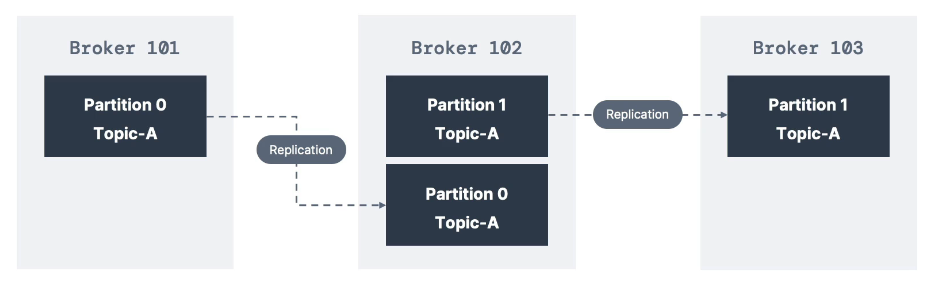 Broker 101
Partition 0
Topic-A
Replication
Broker 102
Partition 1
Topic-A
Partition 0
Topic-A
Replication
Broker 103
Partition 1
Topic-A